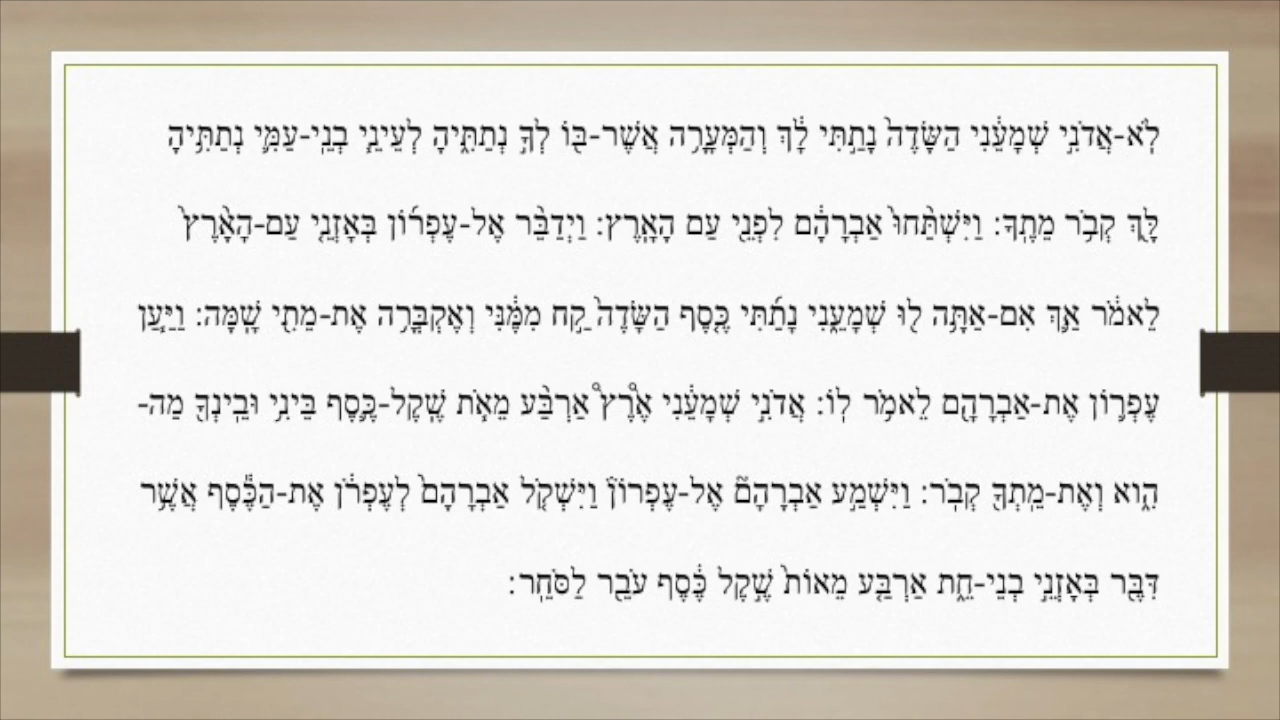 לֹֽא-אֲדֹנִ֣י שְׁמָעֵ֔נִי הַשָּׂדֶה֙ נָתַ֣תִּי לָ֔ךְ וְהַמְּעָרָ֥ה אֲשֶׁר-בּ֖וֹ לְךָ֣ נְתַתִּ֑יהָ לְעֵינֵ֧י בְנֵֽי-עַמִּ֛י נְתַתִּ֥יהָ
לָּ֖ךְ קְבֹ֥ר מֵתֶֽךָ׃ וַיִּשְׁתַּ֙חוּ֙ אַבְרָהָ֔ם לִפְנֵ֖י עַם הָאָֽרֶץ׃ וַיְדַבֵּ֨ר אֶל-עֶפְר֜וֹן בְּאָזְנֵ֤י עַם-הָאָ֙רֶץ֙
לֵאמֹ֔ר אַ֛ךְ אִם-אַתָּ֥ה ל֖וּ שְׁמָעֵ֑נִי נָתַ֜תִּי כֶּ֤סֶף הַשָּׂדֶה֙ קַ֣ח מִמֶּ֔נִּי וְאֶקְבְּרָ֥ה אֶת-מֵתִ֖י שָֽׁמָּה׃ וַיַּ֧עַן
עֶפְר֛וֹן אֶת-אַבְרָהָ֖ם לֵאמֹ֥ר לֽוֹ׃ אֲדֹנִ֣י שְׁמָעֵ֔נִי אֶ֩רֶץ֩ אַרְבַּ֨ע מֵאֹ֧ת שֶֽׁקֶל-כֶּ֛סֶף בֵּינִ֥י וּבֵֽינְךָ֖ מַה-
הִ֑וא וְאֶת-מֵֽתְךָ֖ קְבֹֽר׃ וַיִּשְׁמַ֣ע אַבְרָהָם֮ אֶל-עֶפְרוֹן֒ וַיִּשְׁקֹ֤ל אַבְרָהָם֙ לְעֶפְרֹ֔ן אֶת-הַכֶּ֕סֶף אֲשֶׁ֥ר
דִּבֶּ֖ר בְּאָזְנֵ֣י בְנֵי-חֵ֑ת אַרְבַּ֤ע מֵאוֹת֙ שֶׁ֣קֶל כֶּ֔סֶף עֹבֵ֖ר לַסֹּחֵֽר׃